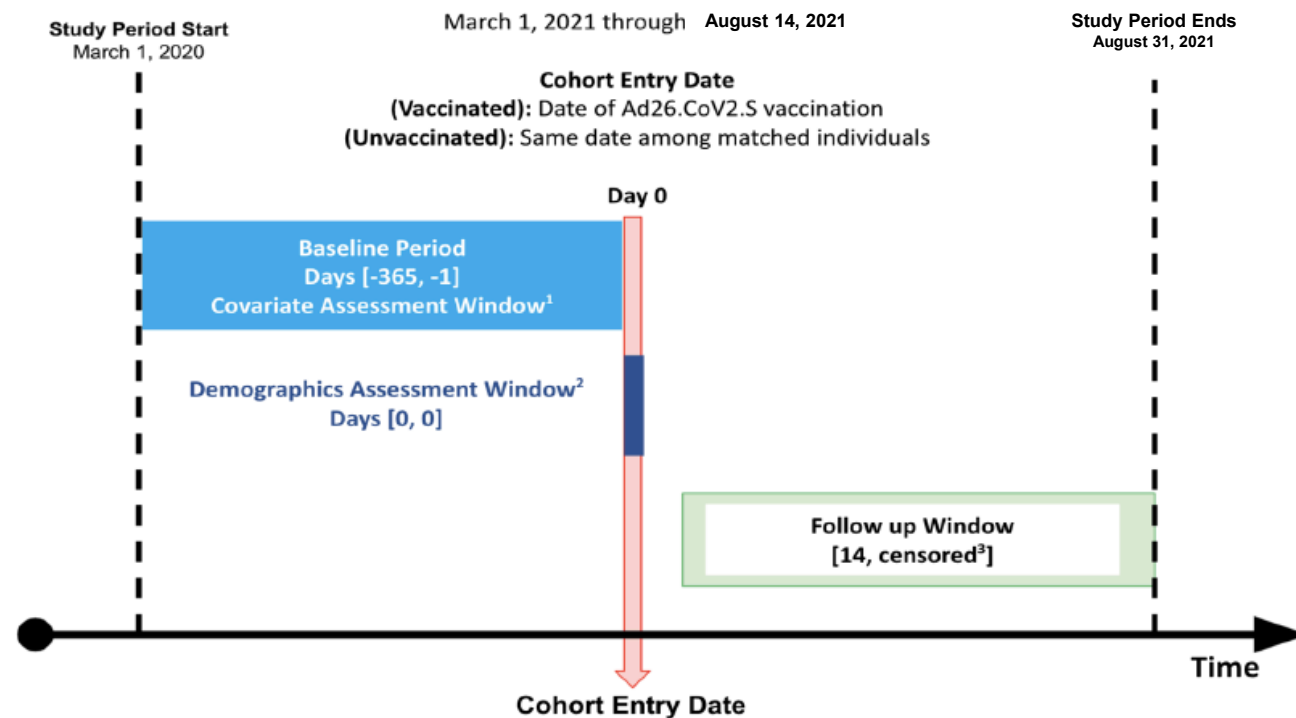 Study Period Start
March 1, 2020
March 1, 2021 through August 14, 2021
Study Period Ends
August 31, 2021
Cohort Entry Date
(Vaccinated): Date of Ad26.CoV2.S vaccination
(Unvaccinated): Same date among matched individuals
Day 0
Baseline Period
Days [-365, -1]
Covariate Assessment Window¹
Demographics Assessment Window²
Days [0, 0]
Follow up Window
[14, censored³]
Time
Cohort Entry Date